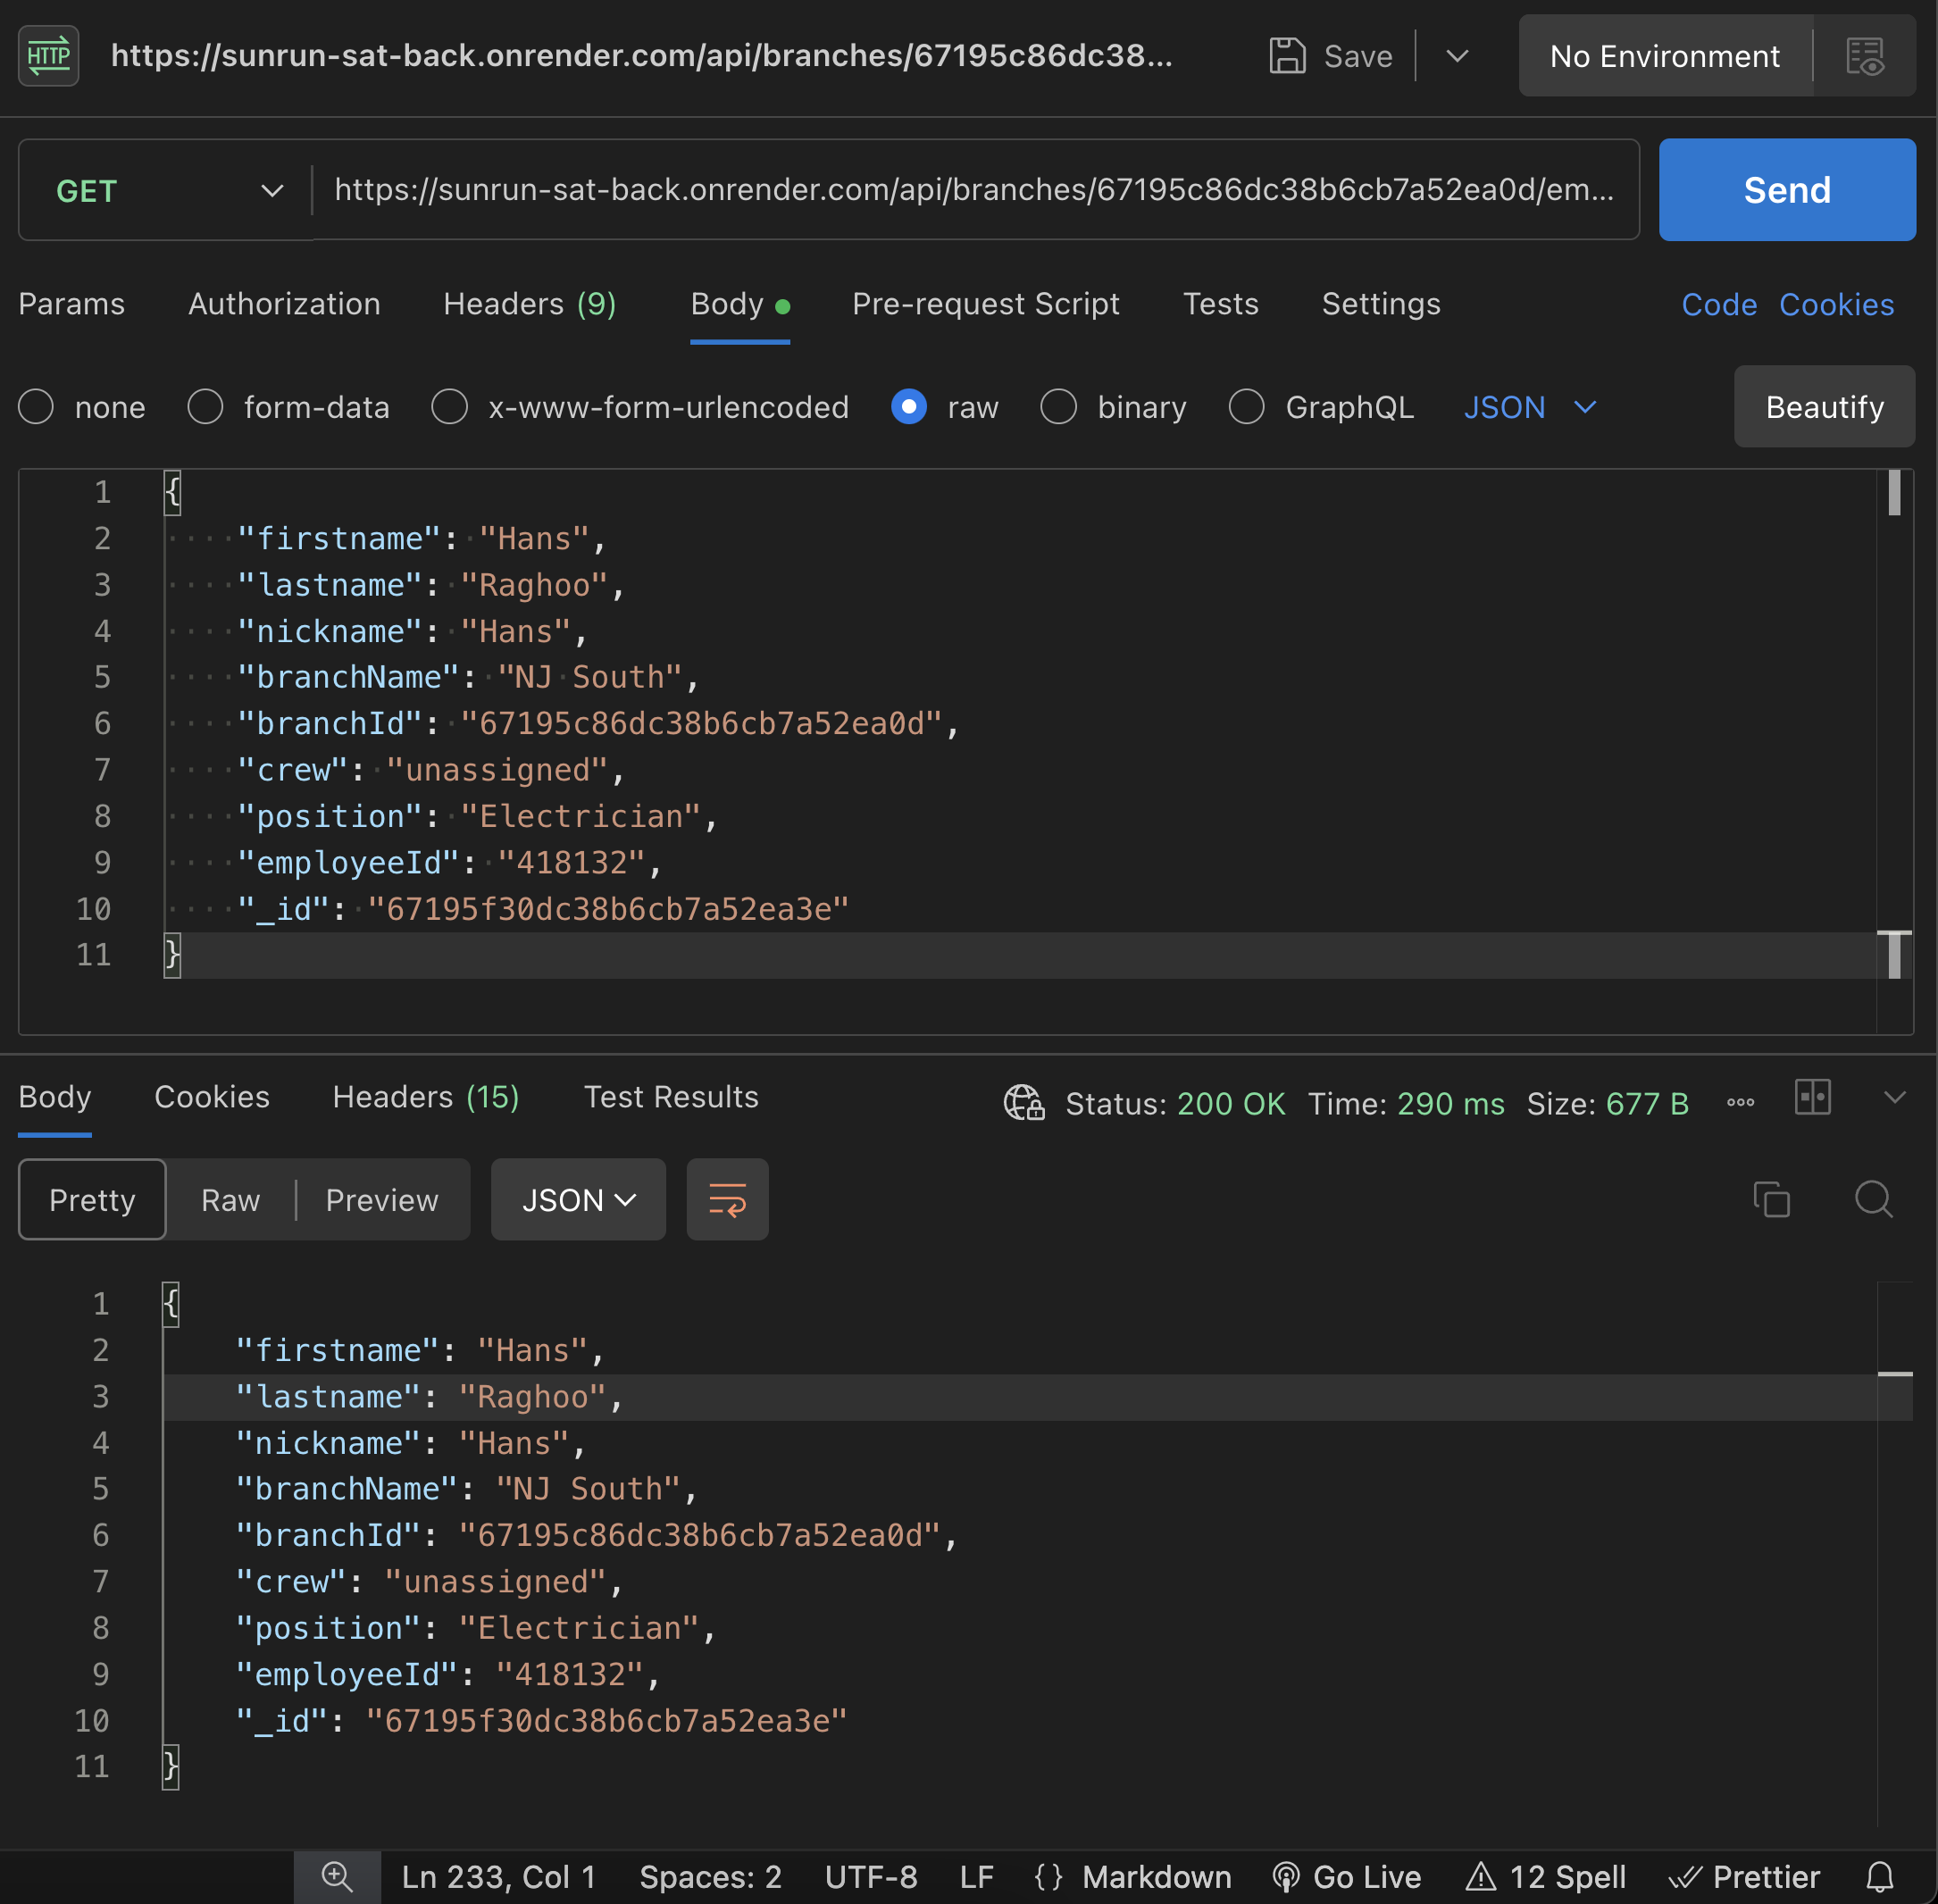 HTTP https://sunrun-sat-back.onrender.com/api/branches/67195c86dc38... Save No Environment
GET https://sunrun-sat-back.onrender.com/api/branches/67195c86dc38b6cb7a52ea0d/em... Send
Params Authorization Headers (9) Body Pre-request Script Tests Settings Code Cookies
none form-data x-www-form-urlencoded raw binary GraphQL JSON Beautify
1 {
2 "firstname": "Hans",
3 "lastname": "Raghoo",
4 "nickname": "Hans",
5 "branchName": "NJ South",
6 "branchId": "67195c86dc38b6cb7a52ea0d",
7 "crew": "unassigned",
8 "position": "Electrician",
9 "employeeId": "418132",
10 "_id": "67195f30dc38b6cb7a52ea3e"
11 }
Body Cookies Headers (15) Test Results Status: 200 OK Time: 290 ms Size: 677 B
Pretty Raw Preview JSON
1 {
2 "firstname": "Hans",
3 "lastname": "Raghoo",
4 "nickname": "Hans",
5 "branchName": "NJ South",
6 "branchId": "67195c86dc38b6cb7a52ea0d",
7 "crew": "unassigned",
8 "position": "Electrician",
9 "employeeId": "418132",
10 "_id": "67195f30dc38b6cb7a52ea3e"
11 }
Ln 233, Col 1 Spaces: 2 UTF-8 LF {} Markdown Go Live 12 Spell Prettier